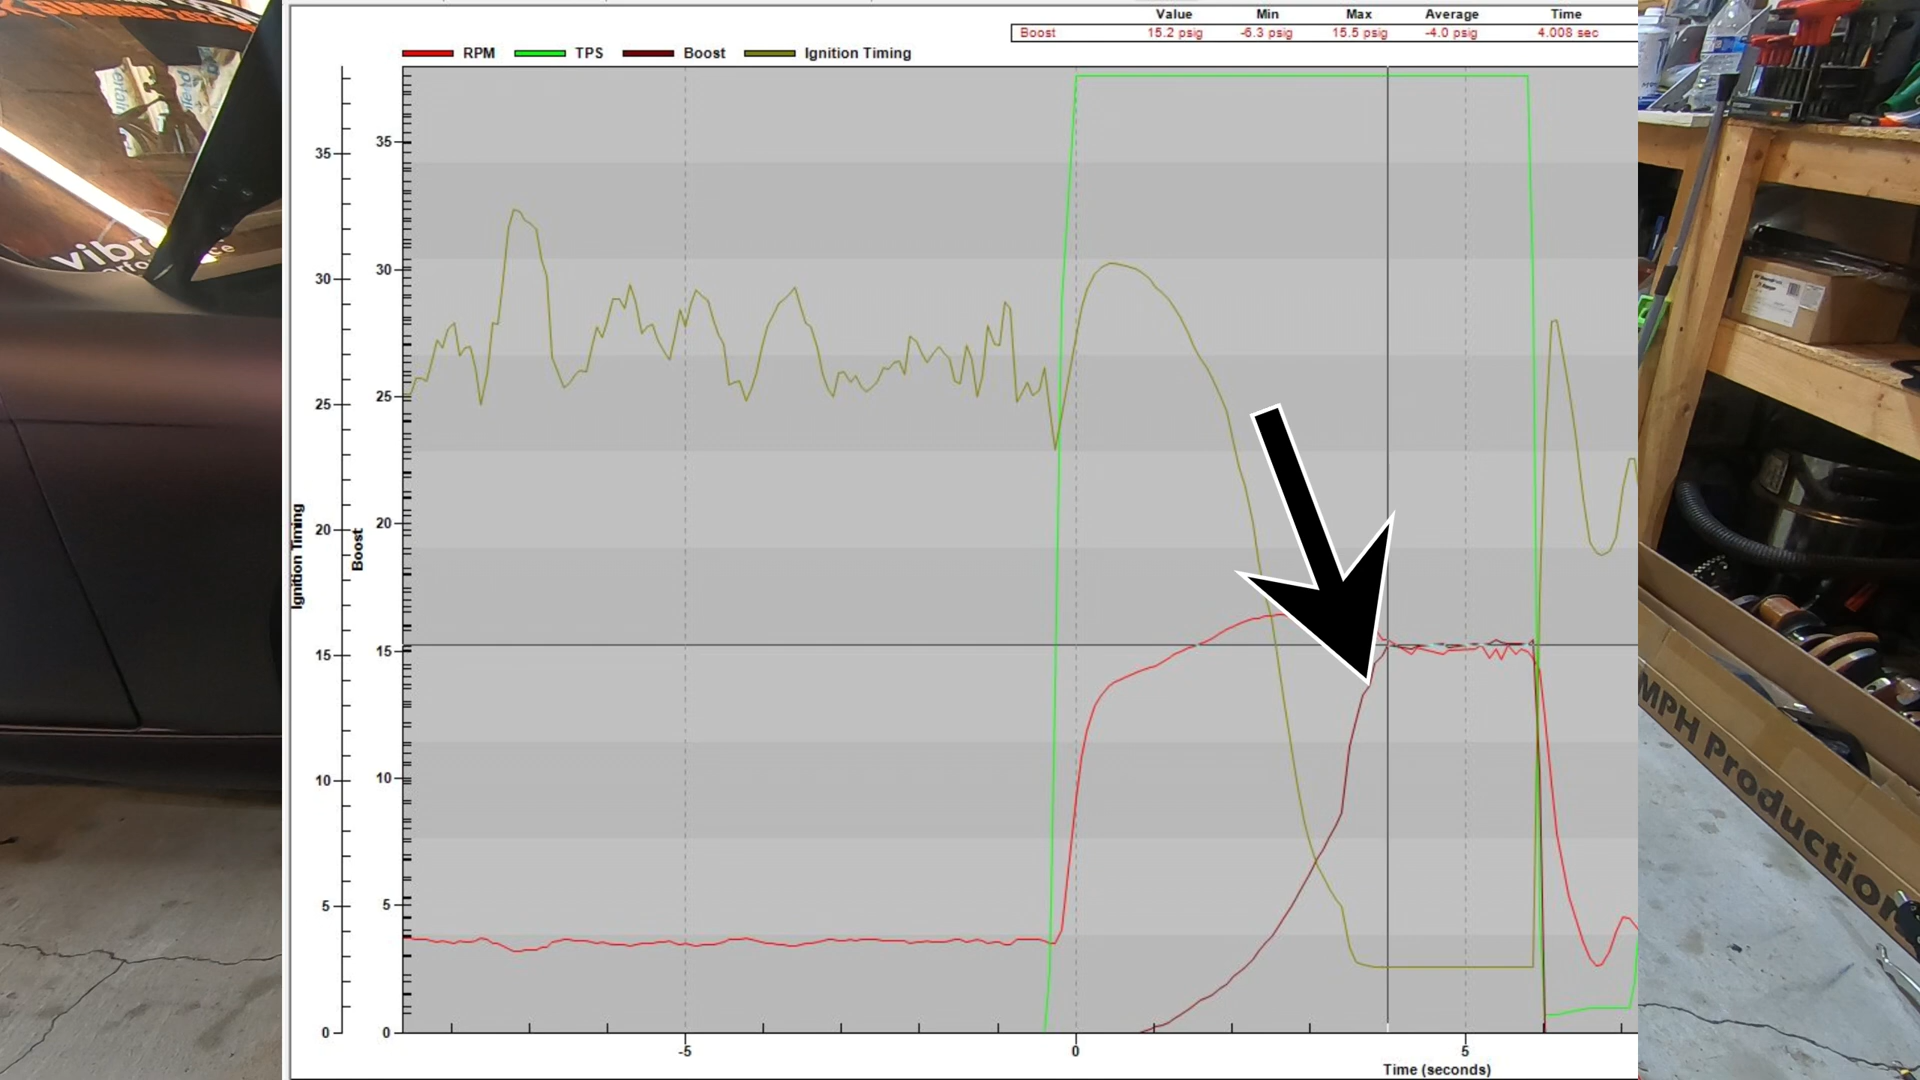 Value Min Max Average Time
Boost 15.2 psig -6.3 psig 15.5 psig -4.0 psig 4.008 sec
RPM TPS Boost Ignition Timing
Ignition Timing
35
30
25
20
15
10
5
0
Boost
35
30
25
20
15
10
5
0
-5 0 5
Time (seconds)
MPH Production